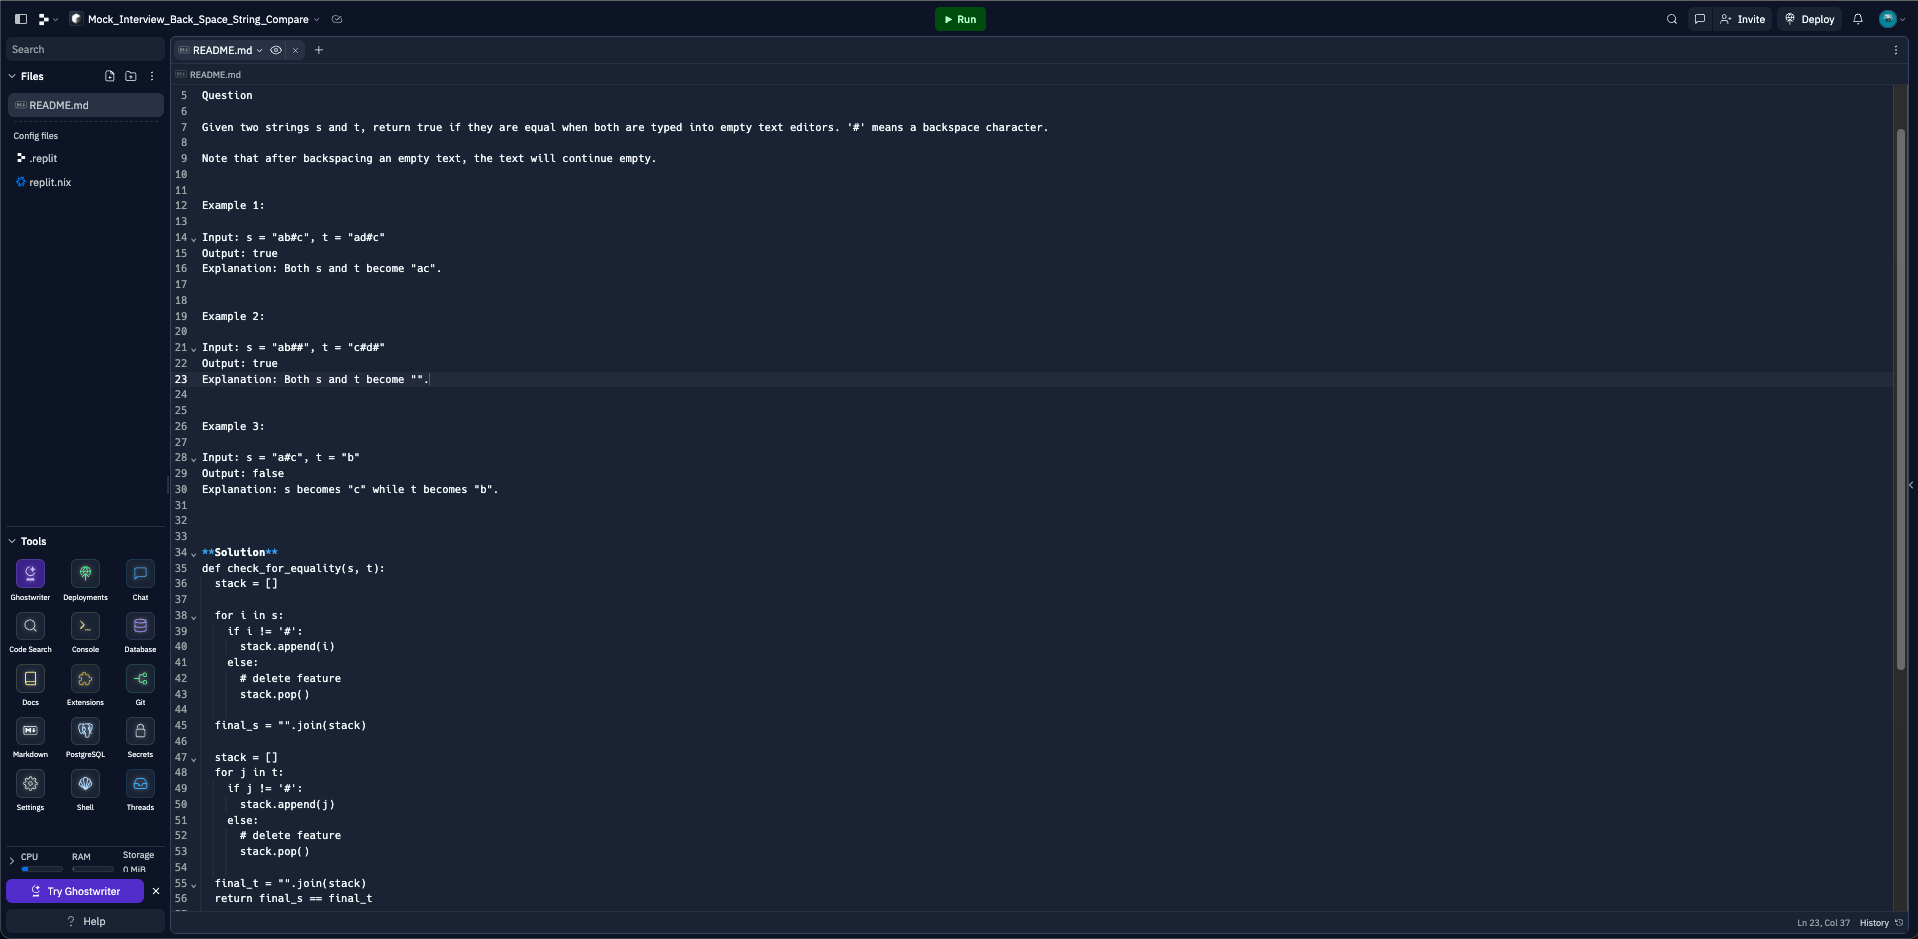 Mock_Interview_Back_Space_String_Compare
Run
Invite
Deploy
Search
README.md
Files
README.md
README.md
Config files
.replit
replit.nix
5 Question
6
7 Given two strings s and t, return true if they are equal when both are typed into empty text editors. '#' means a backspace character.
8
9 Note that after backspacing an empty text, the text will continue empty.
10
11
12 Example 1:
13
14 Input: s = "ab#c", t = "ad#c"
15 Output: true
16 Explanation: Both s and t become "ac".
17
18
19 Example 2:
20
21 Input: s = "ab##", t = "c#d#"
22 Output: true
23 Explanation: Both s and t become "".
24
25
26 Example 3:
27
28 Input: s = "a#c", t = "b"
29 Output: false
30 Explanation: s becomes "c" while t becomes "b".
31
32
33
34 **Solution**
35 def check_for_equality(s, t):
36 stack = []
37
38 for i in s:
39 if i != '#':
40 stack.append(i)
41 else:
42 # delete feature
43 stack.pop()
44
45 final_s = "".join(stack)
46
47 stack = []
48 for j in t:
49 if j != '#':
50 stack.append(j)
51 else:
52 # delete feature
53 stack.pop()
54
55 final_t = "".join(stack)
56 return final_s == final_t
Tools
Ghostwriter Deployments Chat
Code Search Console Database
Docs Extensions Git
Markdown PostgreSQL Secrets
Settings Shell Threads
CPU RAM Storage
0 MiB
Try Ghostwriter
? Help
Ln 23, Col 37 History